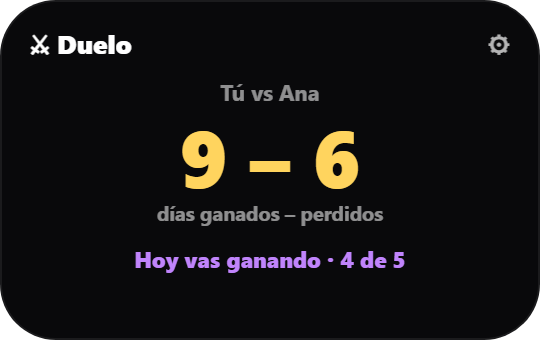 ⚔ Duelo
Tú vs Ana
9 – 6
días ganados – perdidos
Hoy vas ganando · 4 de 5